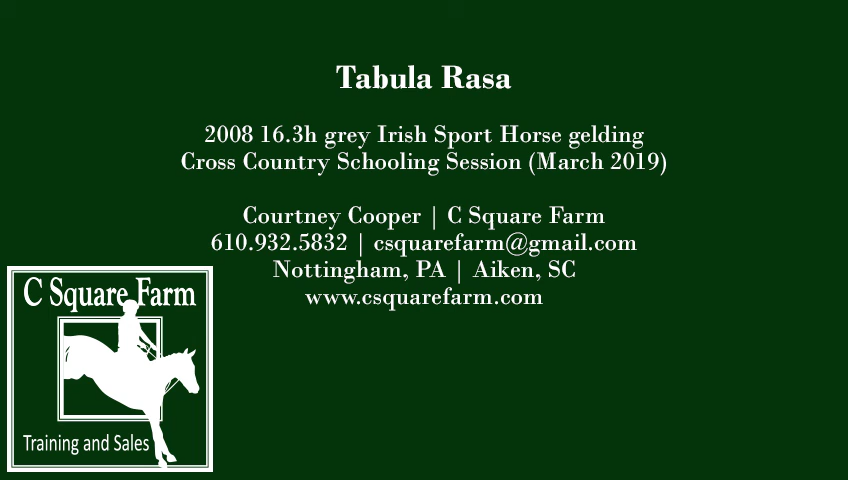 Tabula Rasa
2008 16.3h grey Irish Sport Horse gelding
Cross Country Schooling Session (March 2019)
Courtney Cooper | C Square Farm
610.932.5832 | csquarefarm@gmail.com
Nottingham, PA | Aiken, SC
www.csquarefarm.com
C Square Farm
Training and Sales